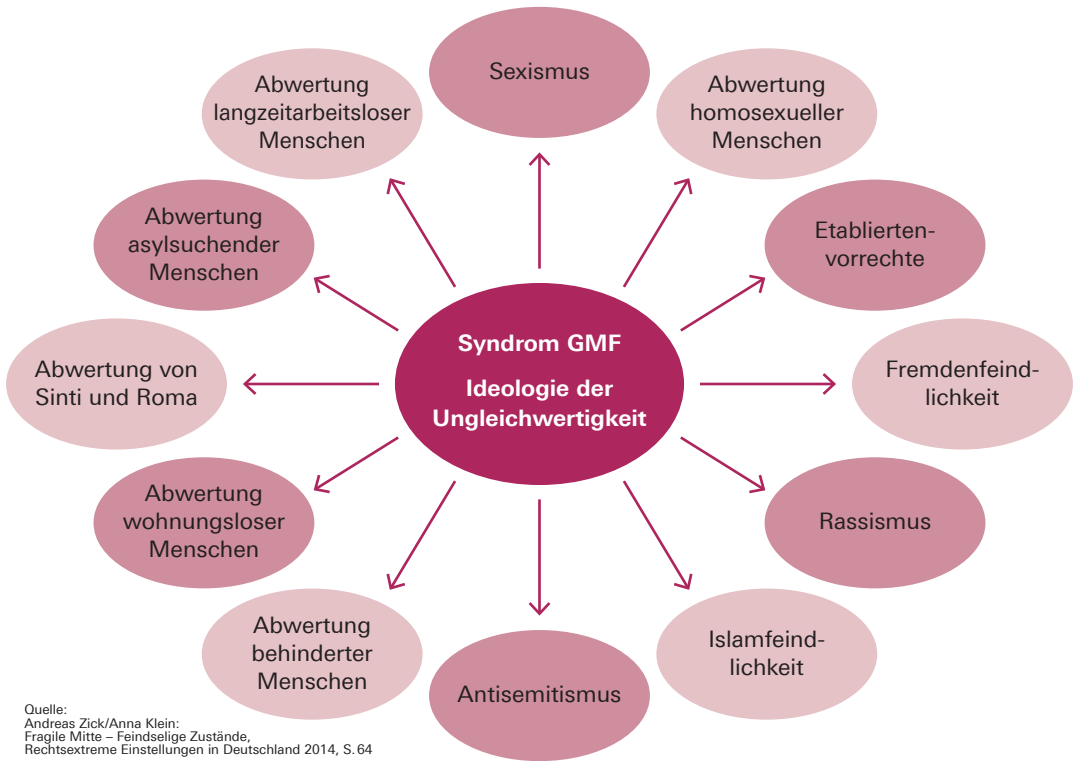 Sexismus
Abwertung
homosexueller
Menschen
Etablierten-
vorrechte
Fremdenfeind-
lichkeit
Rassismus
Islamfeind-
lichkeit
Antisemitismus
Abwertung
behinderter
Menschen
Abwertung
wohnungsloser
Menschen
Abwertung von
Sinti und Roma
Abwertung
asylsuchender
Menschen
Abwertung
langzeitarbeitsloser
Menschen
Syndrom GMF
Ideologie der
Ungleichwertigkeit
Quelle:
Andreas Zick/Anna Klein:
Fragile Mitte – Feindselige Zustände,
Rechtsextreme Einstellungen in Deutschland 2014, S. 64